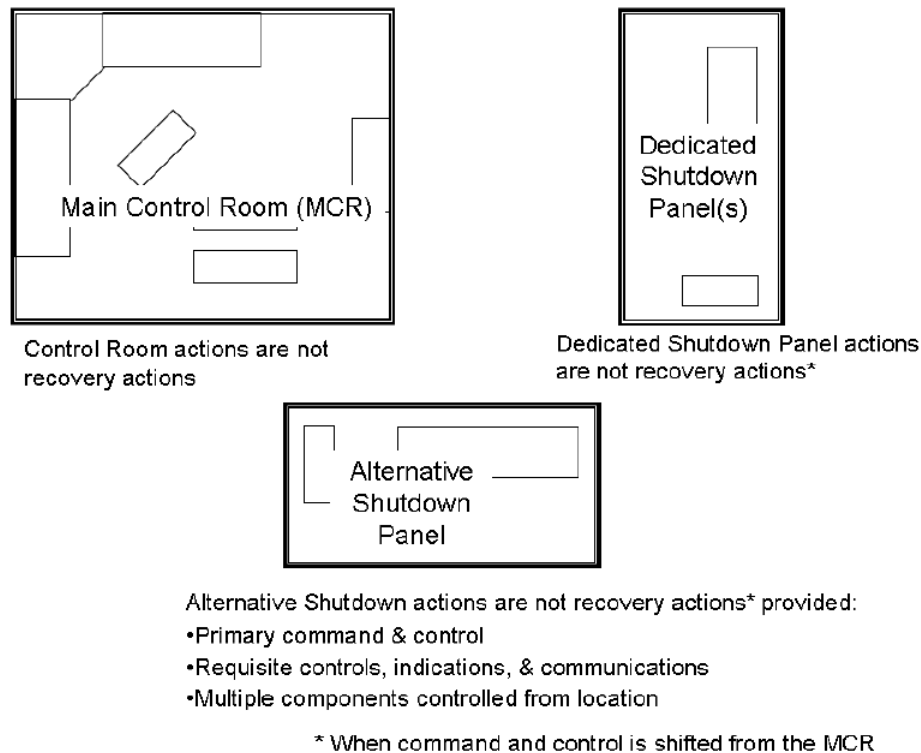 Main Control Room (MCR)
Control Room actions are not
recovery actions
Dedicated
Shutdown
Panel(s)
Dedicated Shutdown Panel actions
are not recovery actions*
Alternative
Shutdown
Panel
Alternative Shutdown actions are not recovery actions* provided:
•Primary command & control
•Requisite controls, indications, & communications
•Multiple components controlled from location
* When command and control is shifted from the MCR